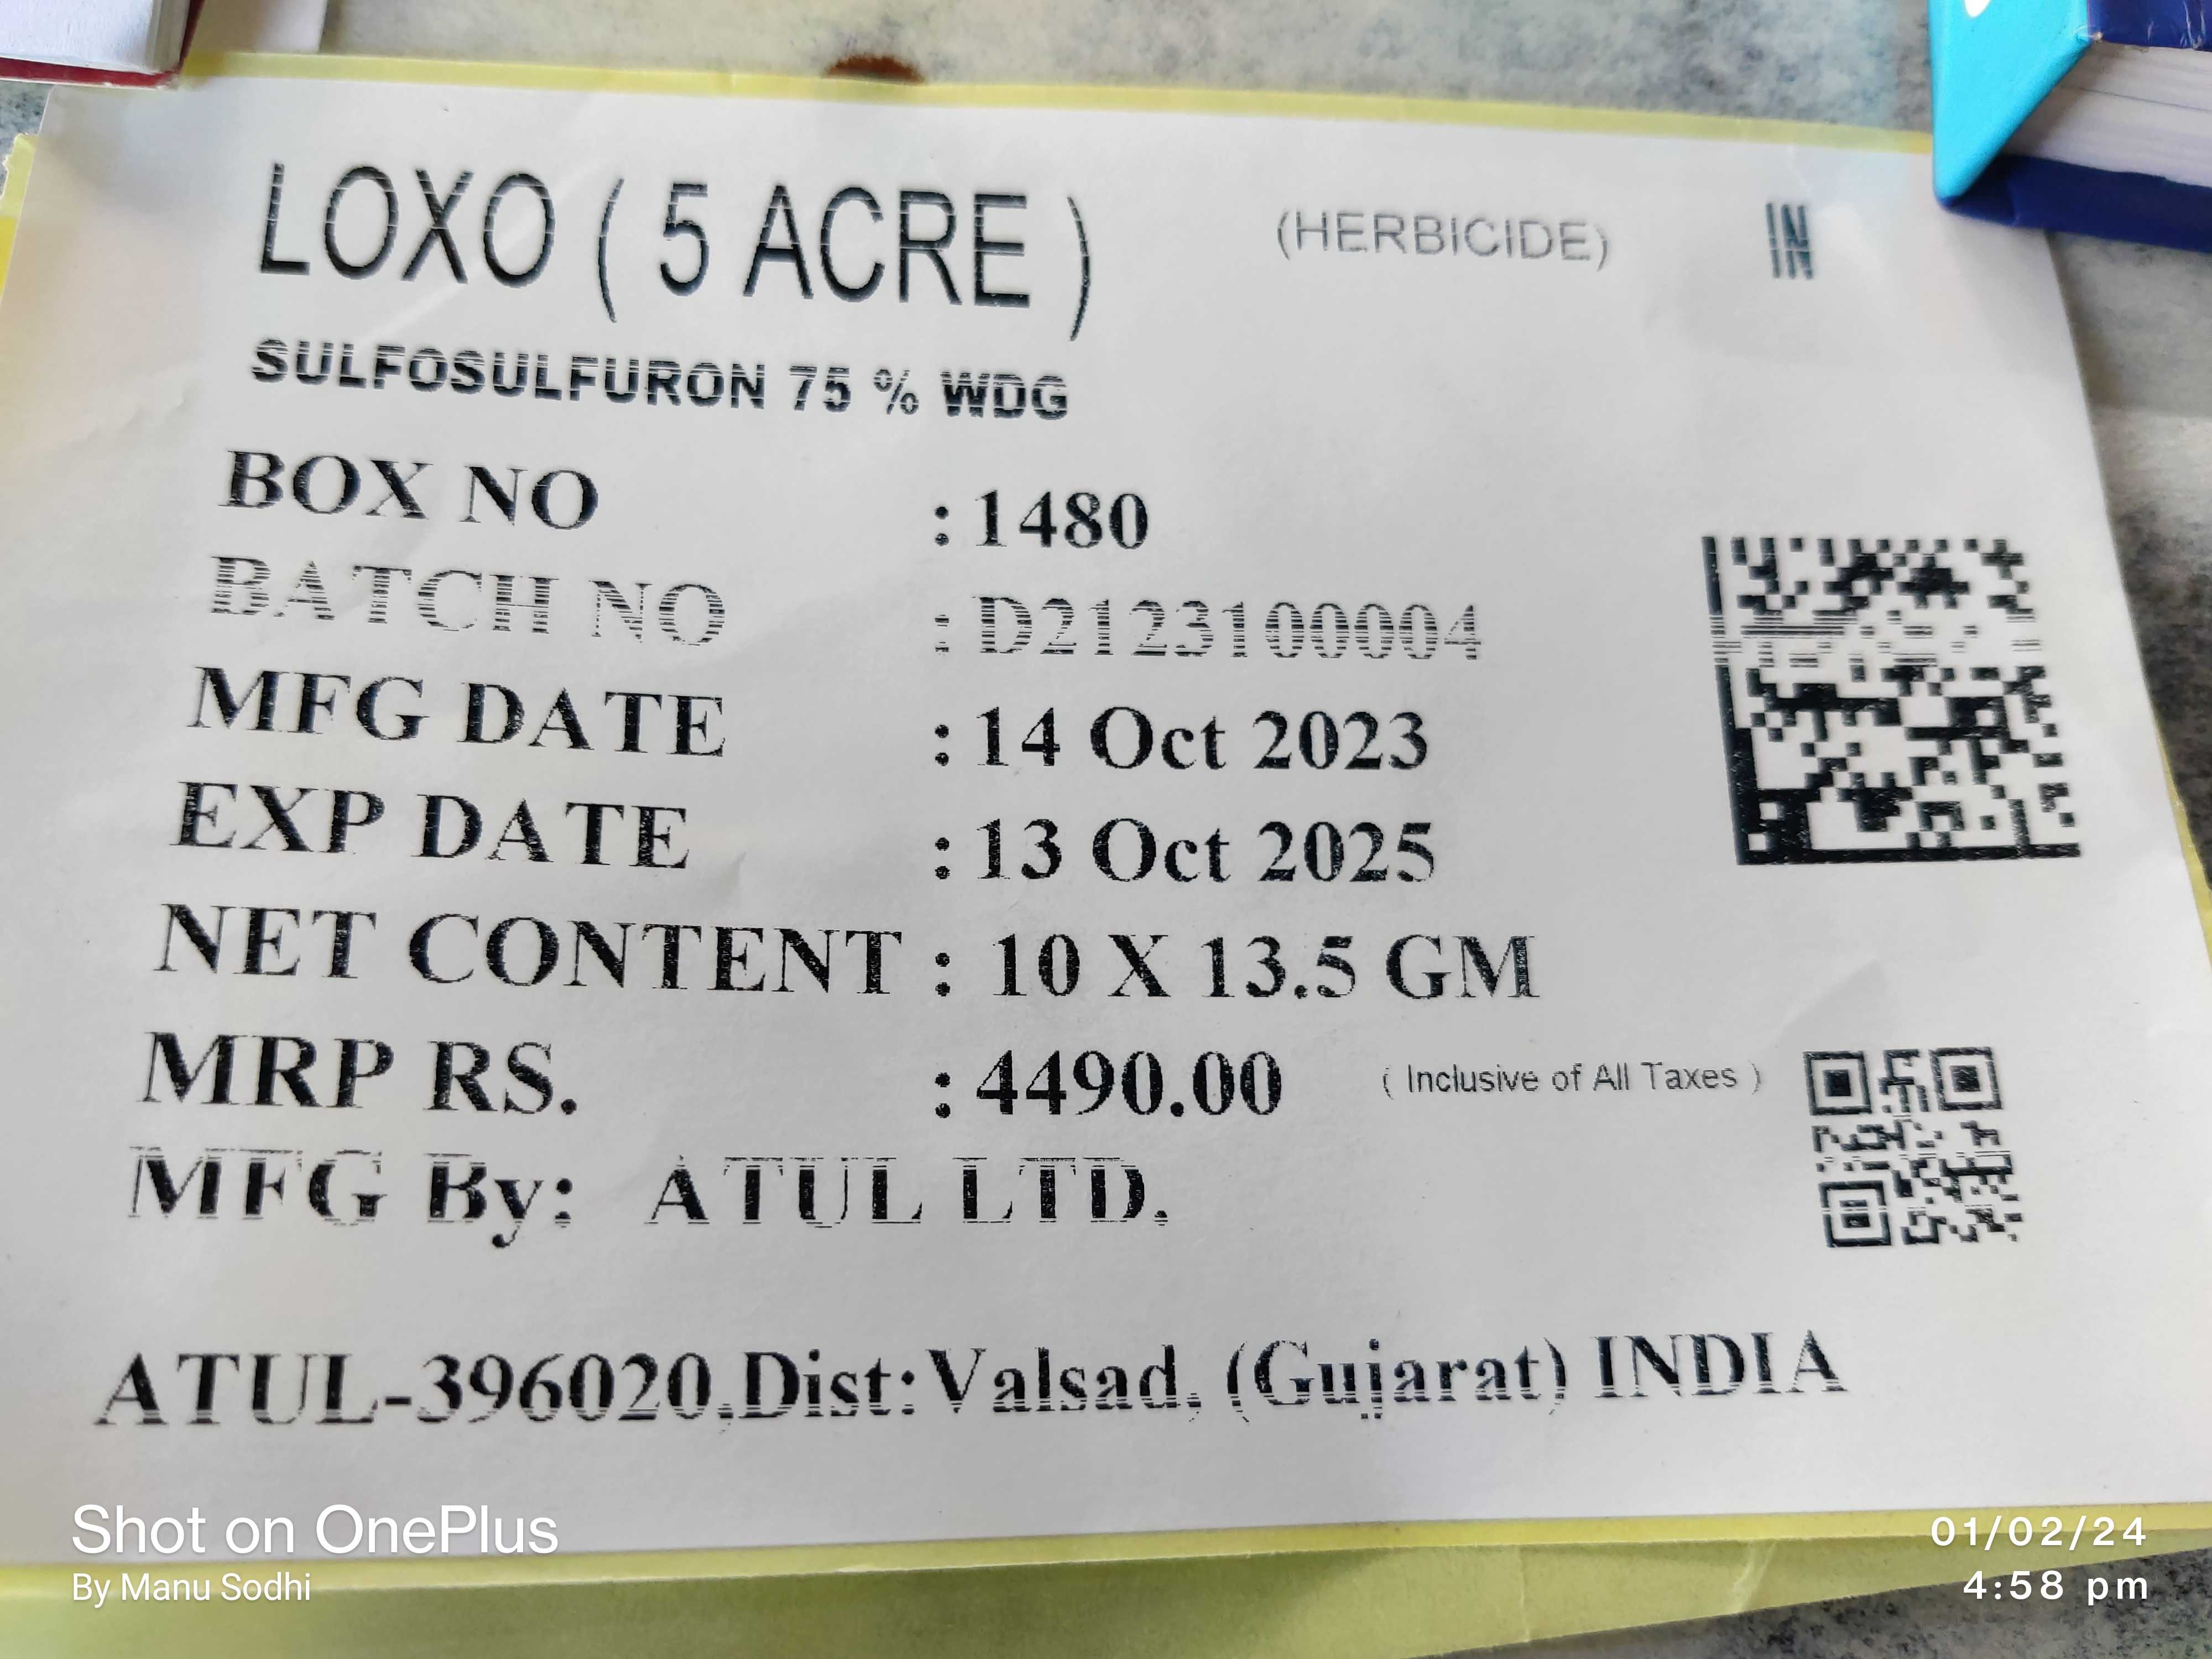 LOXO ( 5 ACRE ) (HERBICIDE) IN
SULFOSULFURON 75 % WDG
BOX NO : 1480
BATCH NO : D2123100004
MFG DATE : 14 Oct 2023
EXP DATE : 13 Oct 2025
NET CONTENT : 10 X 13.5 GM
MRP RS. : 4490.00 ( Inclusive of All Taxes )
MFG By: ATUL LTD.
ATUL-396020,Dist:Valsad, (Gujarat) INDIA
Shot on OnePlus
By Manu Sodhi
01/02/24
4:58 pm